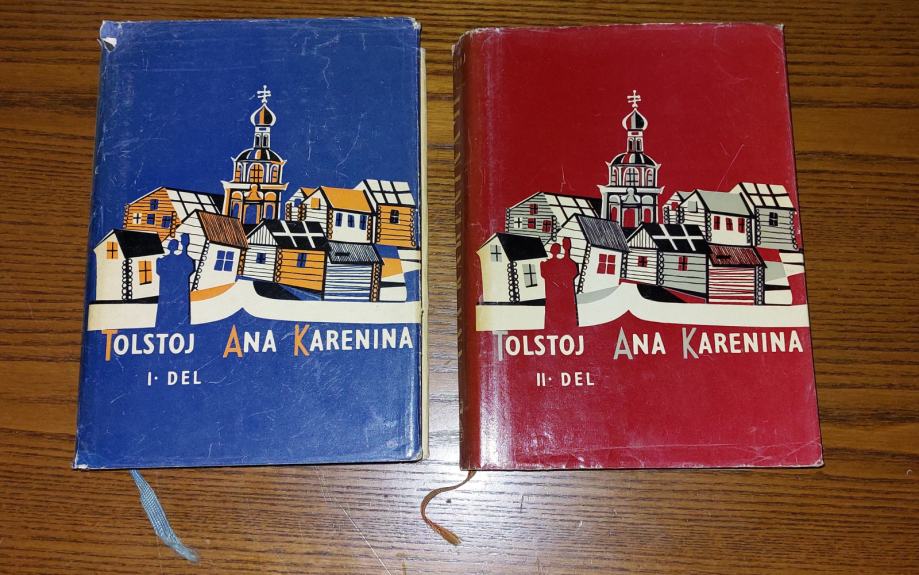 TOLSTOJ ANA KARENINA
I. DEL
TOLSTOJ ANA KARENINA
II. DEL